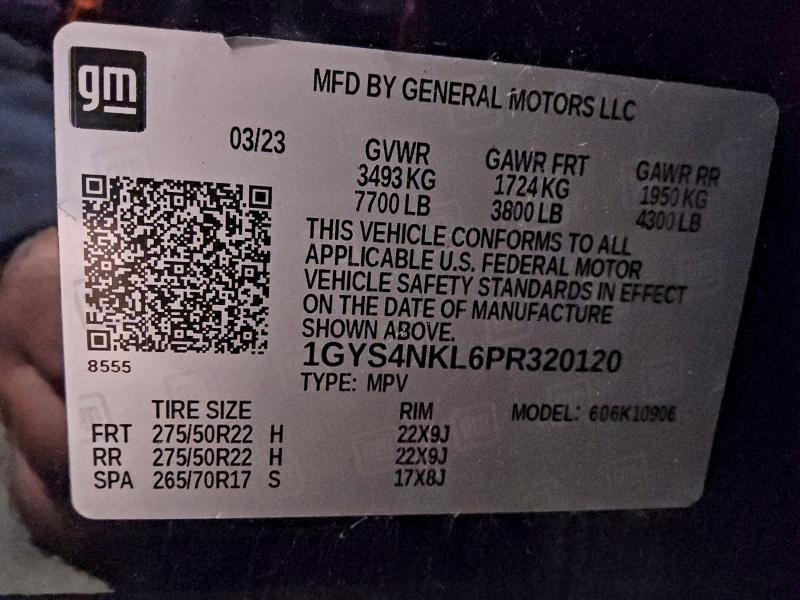 gm
MFD BY GENERAL MOTORS LLC
03/23
GVWR GAWR FRT GAWR RR
3493 KG 1724 KG 1950 KG
7700 LB 3800 LB 4300 LB
THIS VEHICLE CONFORMS TO ALL
APPLICABLE U.S. FEDERAL MOTOR
VEHICLE SAFETY STANDARDS IN EFFECT
ON THE DATE OF MANUFACTURE
SHOWN ABOVE.
8555
1GYS4NKL6PR320120
TYPE: MPV
TIRE SIZE RIM MODEL: 6K10906
FRT 275/50R22 H 22X9J
RR 275/50R22 H 22X9J
SPA 265/70R17 S 17X8J